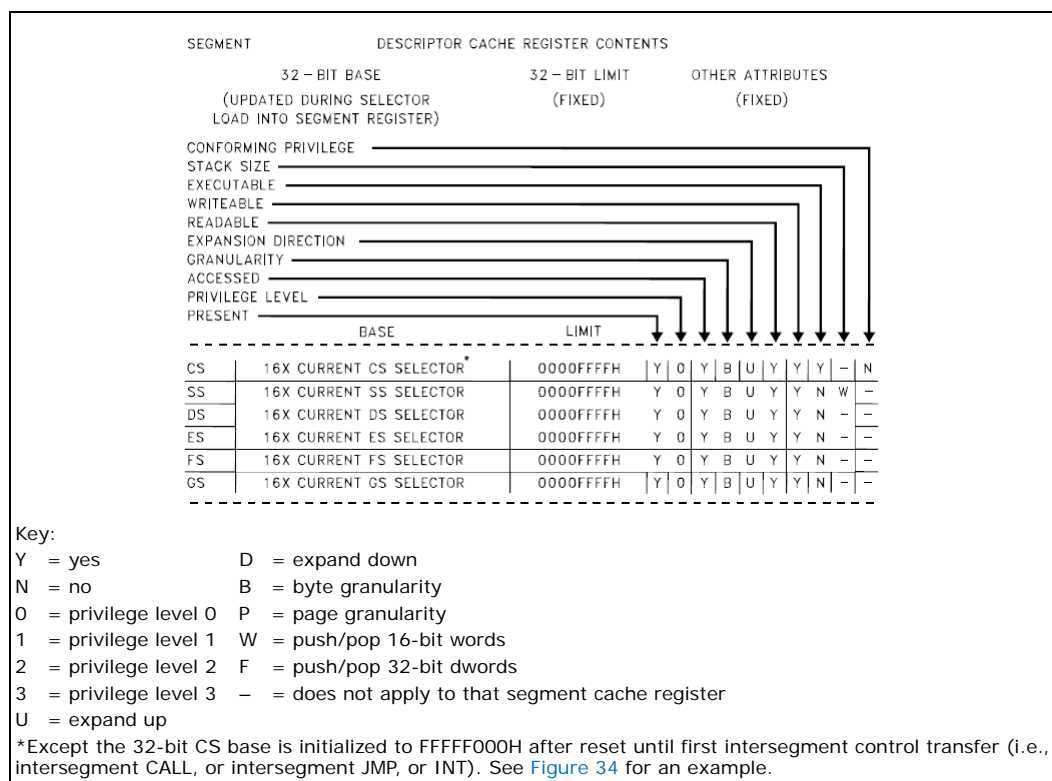 SEGMENT DESCRIPTOR CACHE REGISTER CONTENTS
32 – BIT BASE 32 – BIT LIMIT OTHER ATTRIBUTES
(UPDATED DURING SELECTOR (FIXED) (FIXED)
LOAD INTO SEGMENT REGISTER)
CONFORMING PRIVILEGE
STACK SIZE
EXECUTABLE
WRITEABLE
READABLE
EXPANSION DIRECTION
GRANULARITY
ACCESSED
PRIVILEGE LEVEL
PRESENT
BASE LIMIT
CS 16X CURRENT CS SELECTOR* 0000FFFFH Y 0 Y B U Y Y Y – N
SS 16X CURRENT SS SELECTOR 0000FFFFH Y 0 Y B U Y Y N W –
DS 16X CURRENT DS SELECTOR 0000FFFFH Y 0 Y B U Y Y N – –
ES 16X CURRENT ES SELECTOR 0000FFFFH Y 0 Y B U Y Y N – –
FS 16X CURRENT FS SELECTOR 0000FFFFH Y 0 Y B U Y Y N – –
GS 16X CURRENT GS SELECTOR 0000FFFFH Y 0 Y B U Y Y N – –
Key:
Y = yes D = expand down
N = no B = byte granularity
0 = privilege level 0 P = page granularity
1 = privilege level 1 W = push/pop 16-bit words
2 = privilege level 2 F = push/pop 32-bit dwords
3 = privilege level 3 – = does not apply to that segment cache register
U = expand up
*Except the 32-bit CS base is initialized to FFFFF000H after reset until first intersegment control transfer (i.e.,
intersegment CALL, or intersegment JMP, or INT). See Figure 34 for an example.